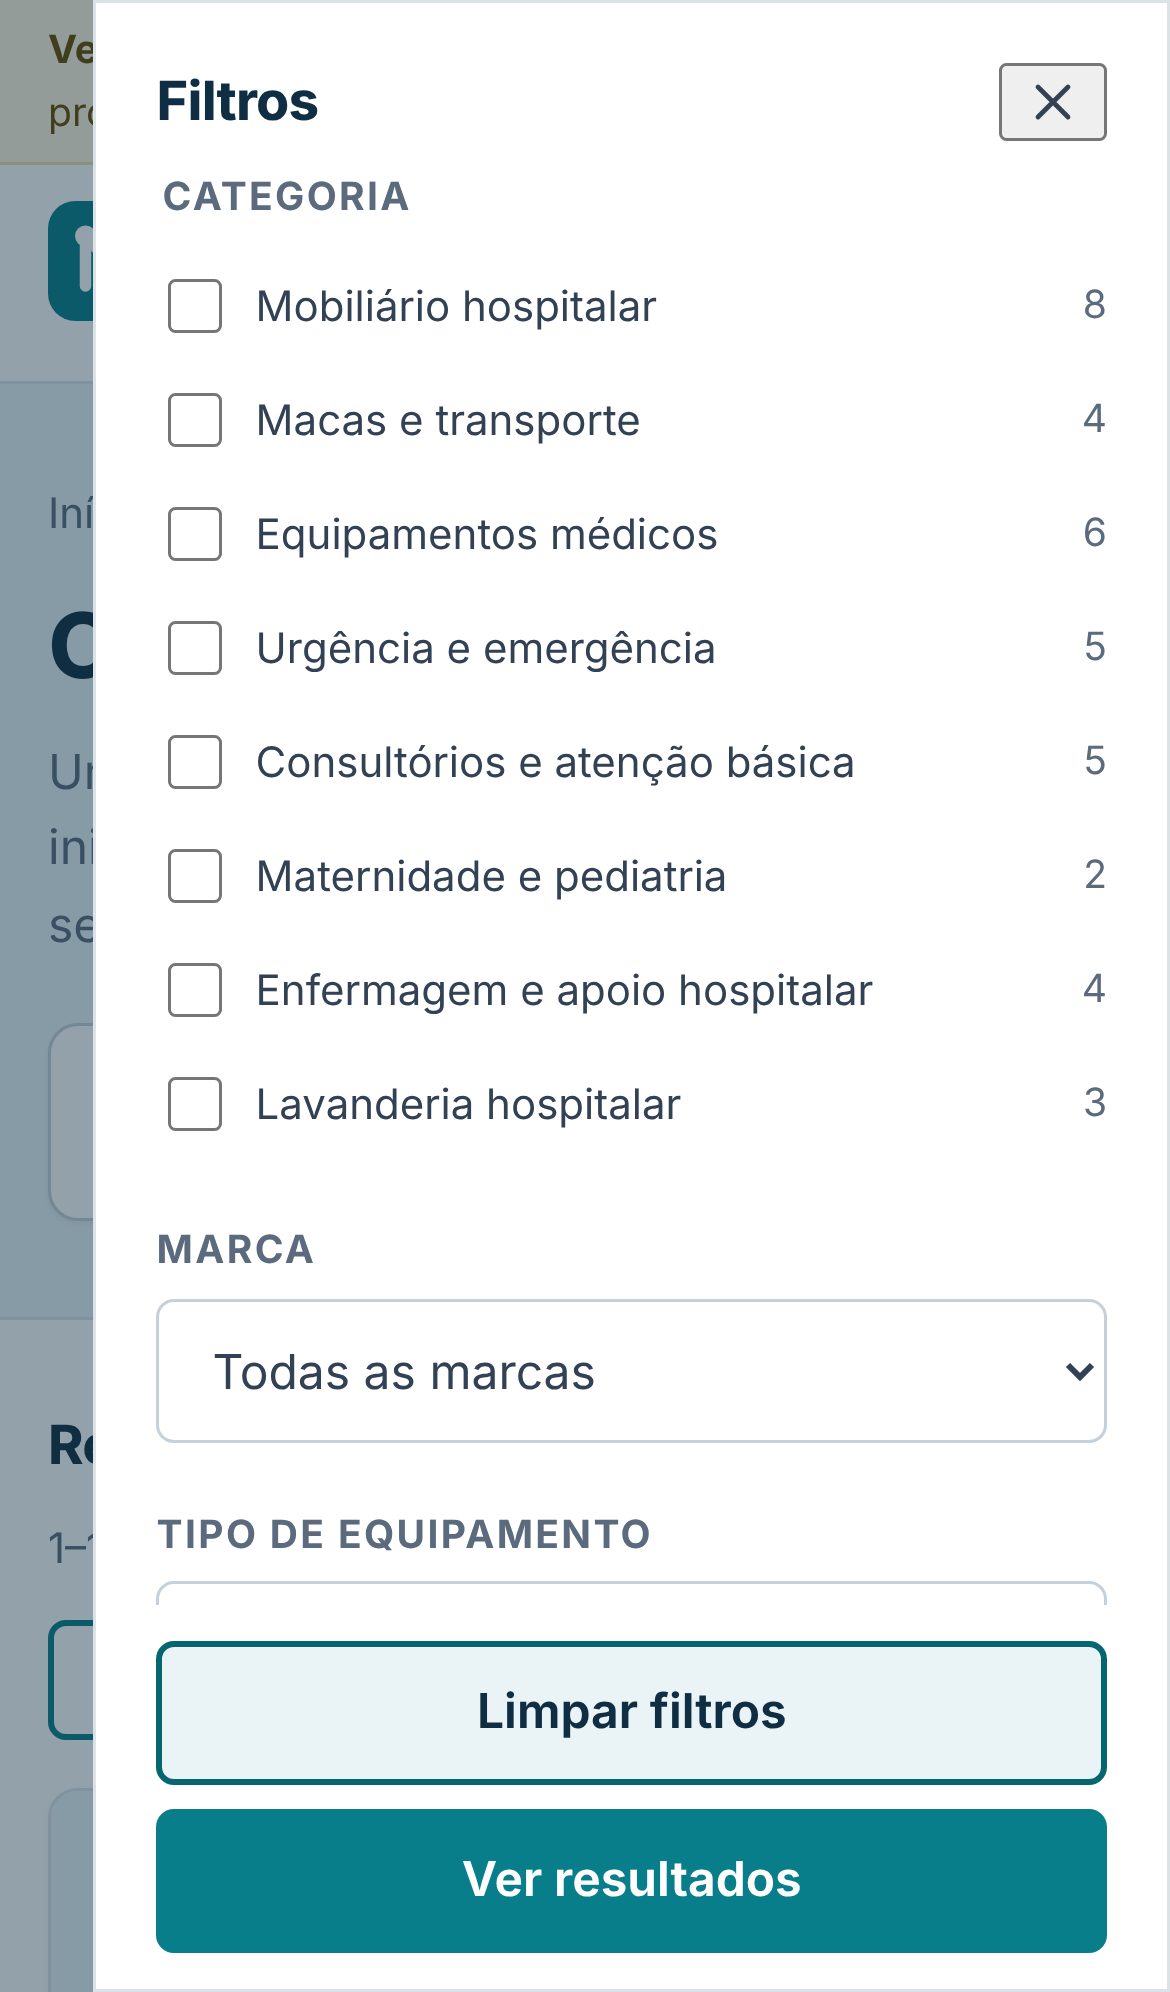 Filtros
CATEGORIA
Mobiliário hospitalar 8
Macas e transporte 4
Equipamentos médicos 6
Urgência e emergência 5
Consultórios e atenção básica 5
Maternidade e pediatria 2
Enfermagem e apoio hospitalar 4
Lavanderia hospitalar 3
MARCA
Todas as marcas
TIPO DE EQUIPAMENTO
Limpar filtros
Ver resultados